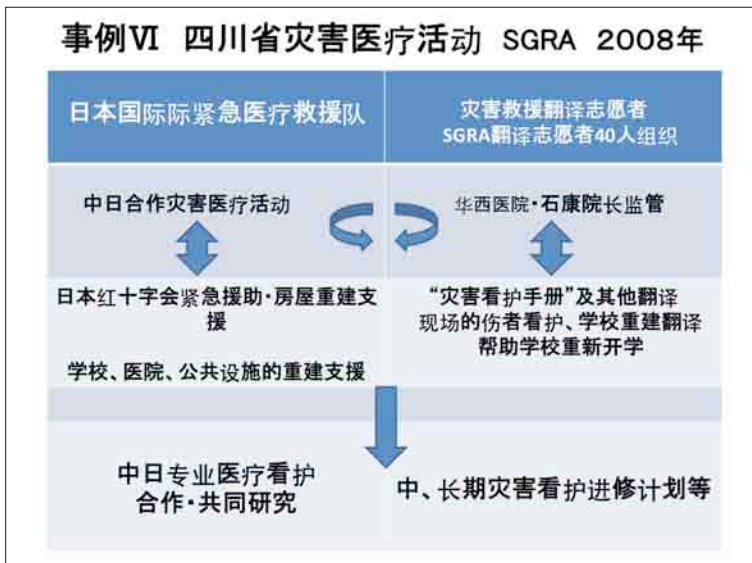 事例Ⅵ 四川省灾害医疗活动 SGRA 2008年
日本国际际紧急医疗救援队
灾害救援翻译志愿者
SGRA翻译志愿者40人组织
中日合作灾害医疗活动
华西医院・石康院长监管
日本红十字会紧急援助・房屋重建支
援
学校、医院、公共设施的重建支援
“灾害看护手册”及其他翻译
现场的伤者看护、学校重建翻译
帮助学校重新开学
中日专业医疗看护
合作・共同研究
中、长期灾害看护进修计划等